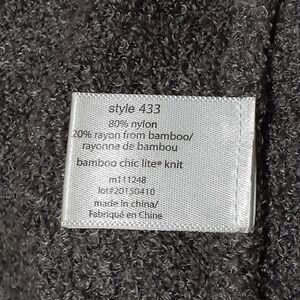 style 433
80% nylon
20% rayon from bamboo/
rayonne de bambou
bamboo chic lite® knit
m111248
lot#20150410
made in china/
Fabriqué en Chine